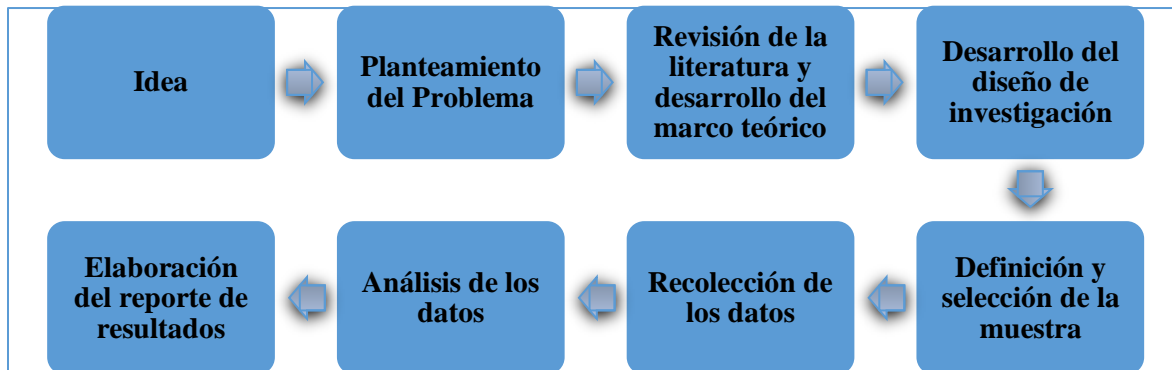 Idea
Planteamiento
del Problema
Revisión de la
literatura y
desarrollo del
marco teórico
Desarrollo del
diseño de
investigación
Definición y
selección de la
muestra
Recolección de
los datos
Análisis de los
datos
Elaboración
del reporte de
resultados